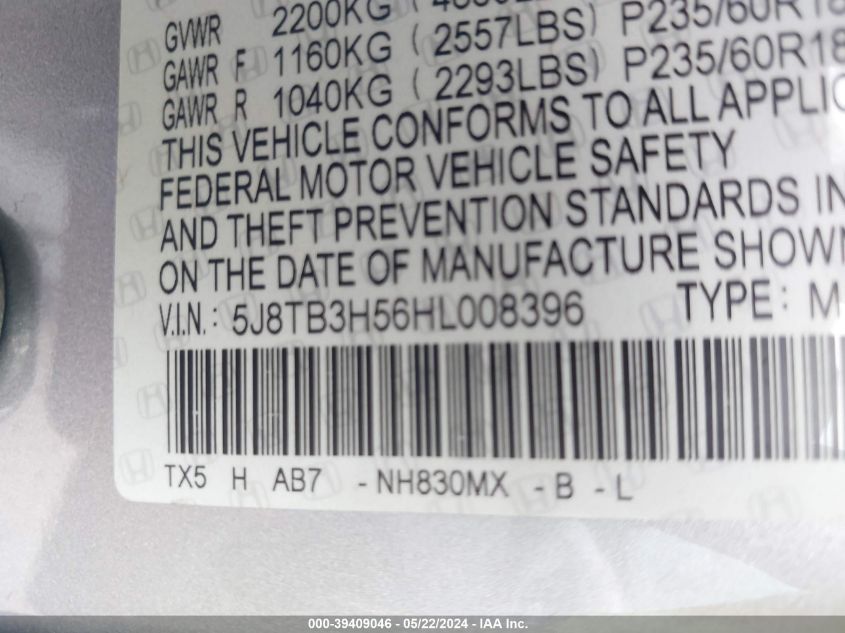 GVWR 2200KG (
GAWR F 1160KG ( 2557LBS) P235/60R18
GAWR R 1040KG ( 2293LBS) P235/60R18
THIS VEHICLE CONFORMS TO ALL APPLIC
FEDERAL MOTOR VEHICLE SAFETY
AND THEFT PREVENTION STANDARDS IN
ON THE DATE OF MANUFACTURE SHOWN
V.I.N.: 5J8TB3H56HL008396 TYPE: M
TX5 H AB7 -NH830MX -B -L
000-39409046 - 05/22/2024 - IAA Inc.